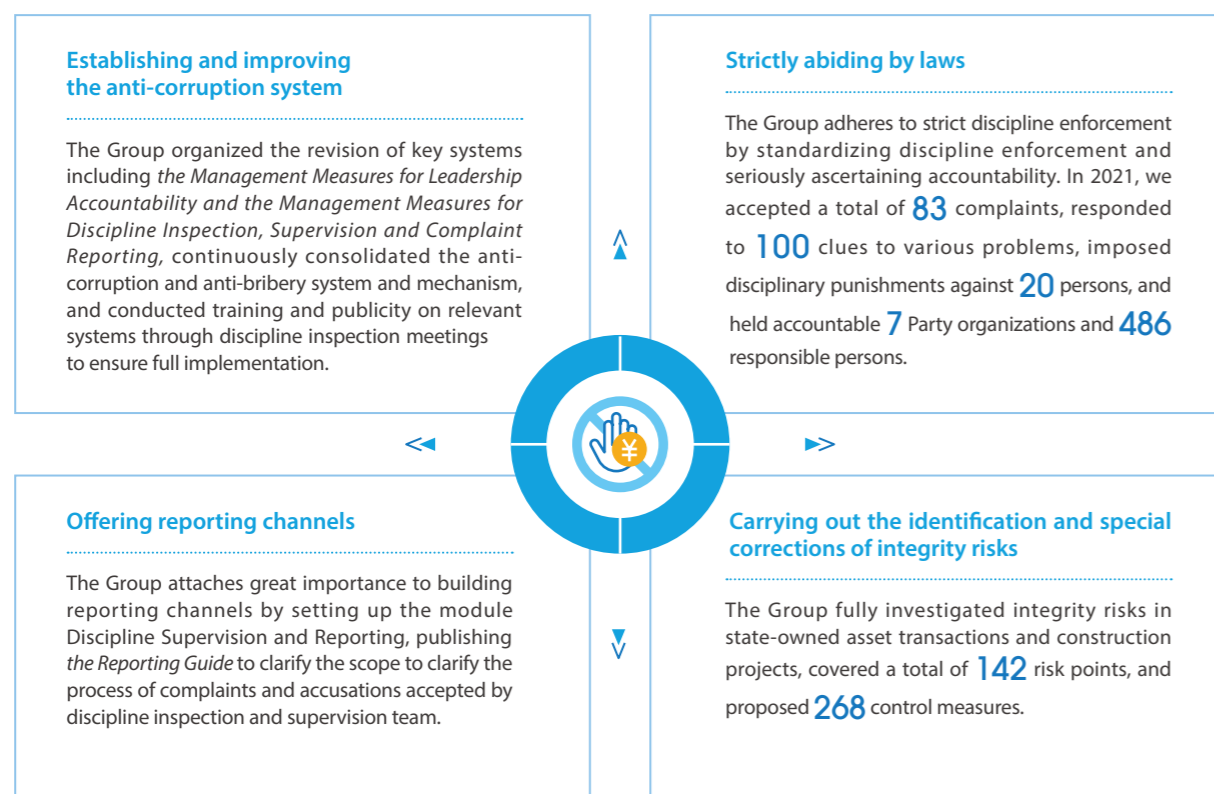 Establishing and improving
the anti-corruption system
The Group organized the revision of key systems
including the Management Measures for Leadership
Accountability and the Management Measures for
Discipline Inspection, Supervision and Complaint
Reporting, continuously consolidated the anti-
corruption and anti-bribery system and mechanism,
and conducted training and publicity on relevant
systems through discipline inspection meetings
to ensure full implementation.
Strictly abiding by laws
The Group adheres to strict discipline enforcement
by standardizing discipline enforcement and
seriously ascertaining accountability. In 2021, we
accepted a total of 83 complaints, responded
to 100 clues to various problems, imposed
disciplinary punishments against 20 persons, and
held accountable 7 Party organizations and 486
responsible persons.
¥
Offering reporting channels
The Group attaches great importance to building
reporting channels by setting up the module
Discipline Supervision and Reporting, publishing
the Reporting Guide to clarify the scope to clarify the
process of complaints and accusations accepted by
discipline inspection and supervision team.
Carrying out the identification and special
corrections of integrity risks
The Group fully investigated integrity risks in
state-owned asset transactions and construction
projects, covered a total of 142 risk points, and
proposed 268 control measures.